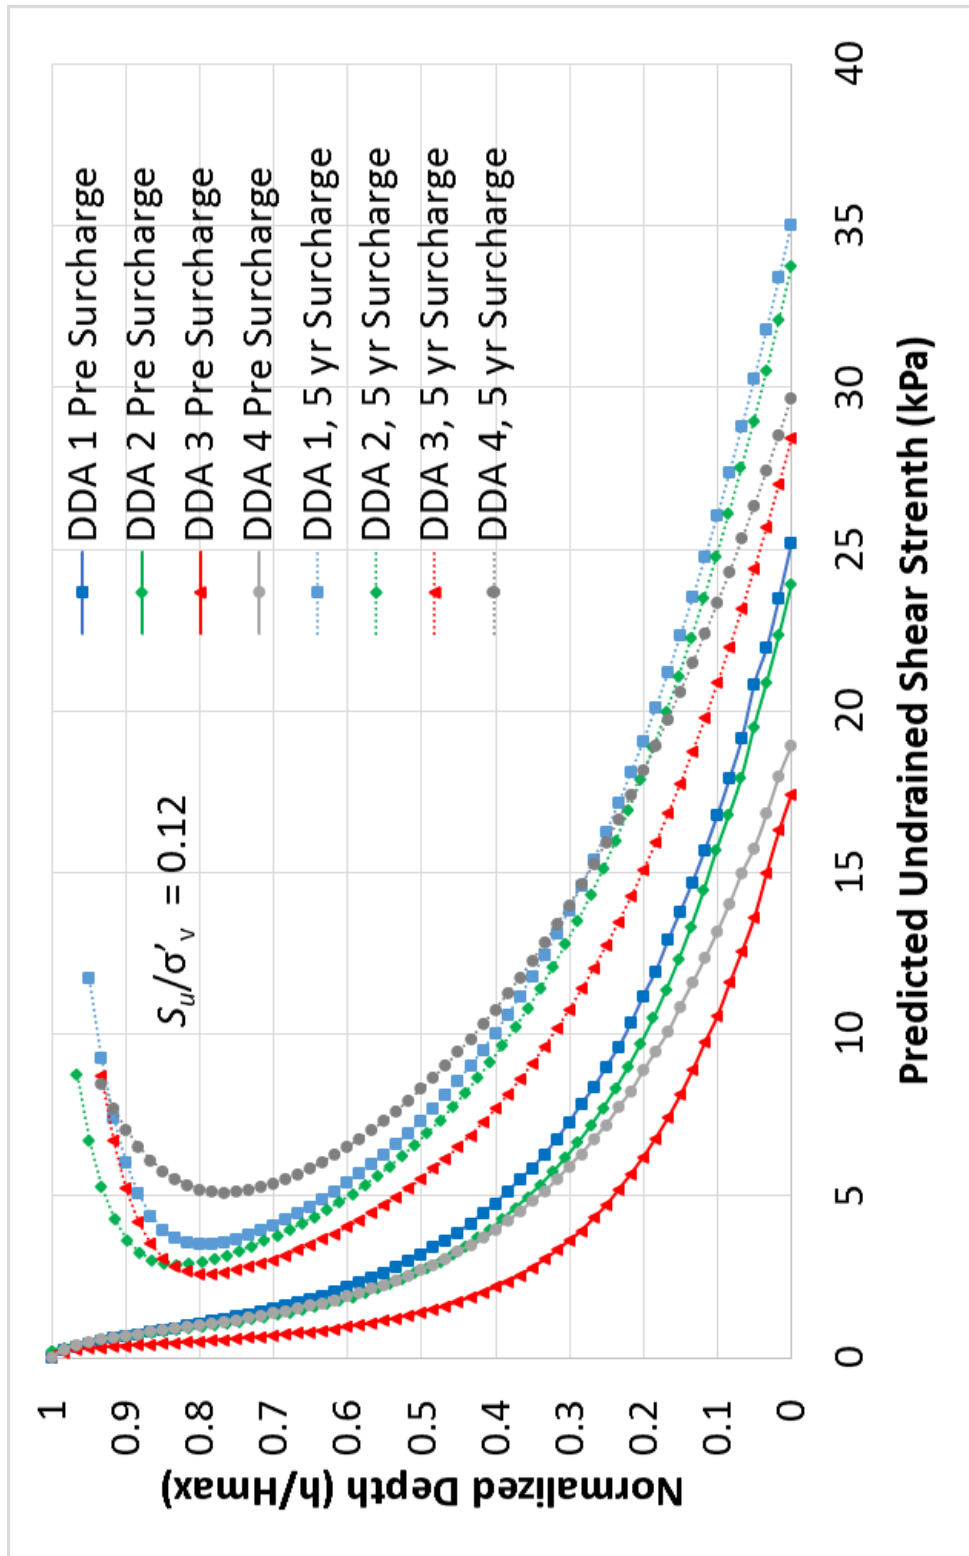 Normalized Depth (h/Hmax)
1
0.9
0.8
0.7
0.6
0.5
0.4
0.3
0.2
0.1
0
DDA 1 Pre Surcharge
DDA 2 Pre Surcharge
DDA 3 Pre Surcharge
DDA 4 Pre Surcharge
DDA 1, 5 yr Surcharge
DDA 2, 5 yr Surcharge
DDA 3, 5 yr Surcharge
DDA 4, 5 yr Surcharge
Su/σ'v = 0.12
0 5 10 15 20 25 30 35 40
Predicted Undrained Shear Strenth (kPa)